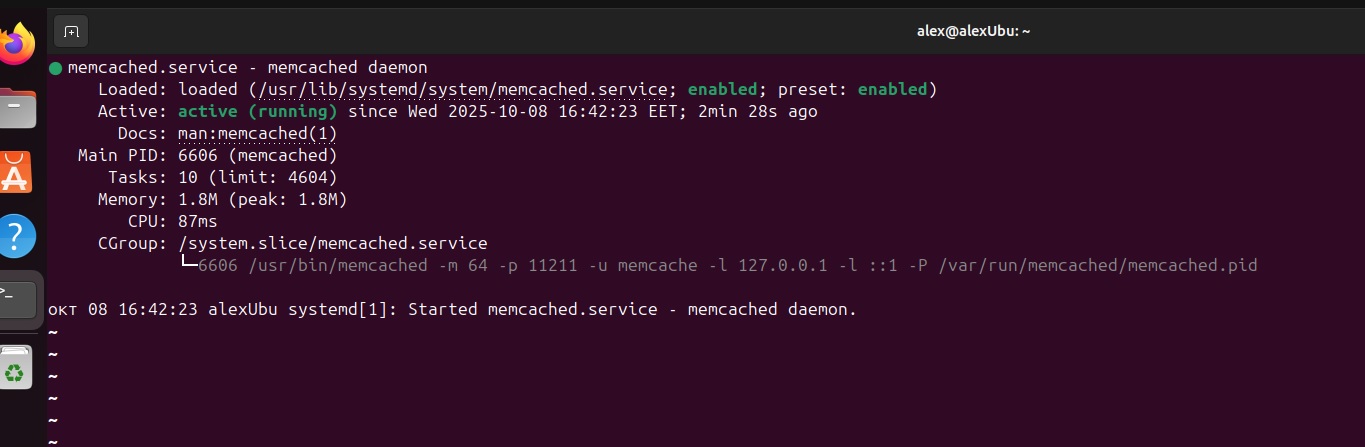 alex@alexUbu: ~
● memcached.service - memcached daemon
Loaded: loaded (/usr/lib/systemd/system/memcached.service; enabled; preset: enabled)
Active: active (running) since Wed 2025-10-08 16:42:23 EET; 2min 28s ago
Docs: man:memcached(1)
Main PID: 6606 (memcached)
Tasks: 10 (limit: 4604)
Memory: 1.8M (peak: 1.8M)
CPU: 87ms
CGroup: /system.slice/memcached.service
└─6606 /usr/bin/memcached -m 64 -p 11211 -u memcache -l 127.0.0.1 -l ::1 -P /var/run/memcached/memcached.pid
окт 08 16:42:23 alexUbu systemd[1]: Started memcached.service - memcached daemon.
~
~
~
~
~
~